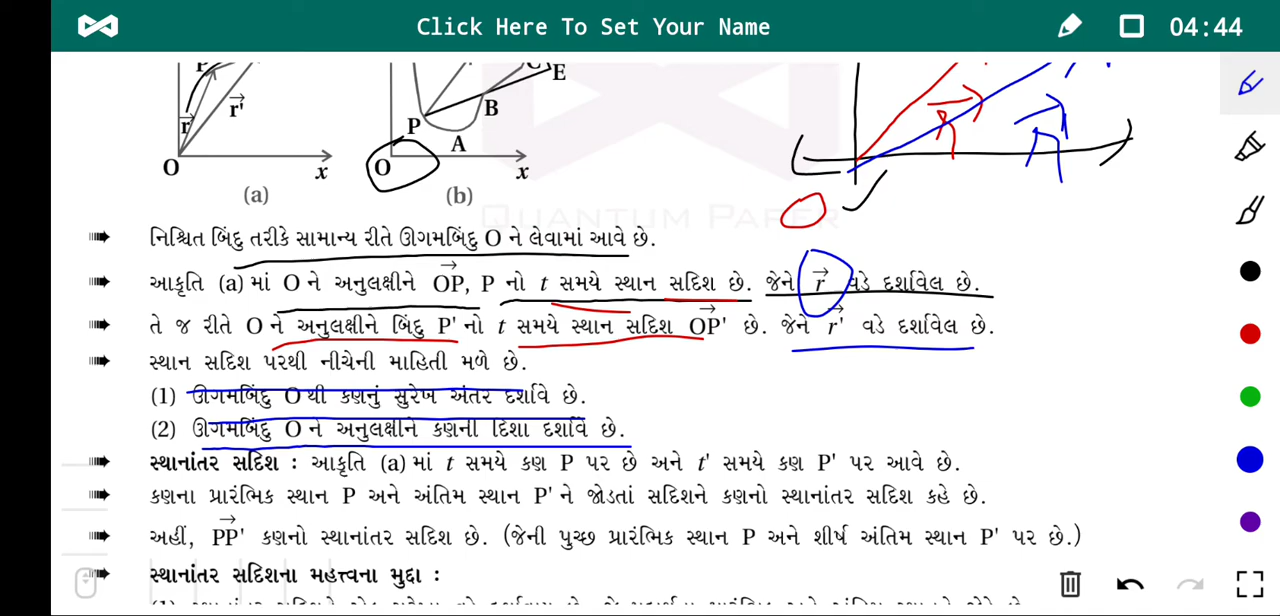 Click Here To Set Your Name
04:44
P
C
E
r
r'
P
B
A
O
x
O
x
(a)
(b)
QUANTUM PAPER
નિશ્ચિત બિંદુ તરીકે સામાન્ય રીતે ઊગમબિંદુ O ને લેવામાં આવે છે.
આકૃતિ (a) માં O ને અનુલક્ષીને OP, P નો t સમયે સ્થાન સદિશ છે. જેને r વડે દર્શાવેલ છે.
તે જ રીતે O ને અનુલક્ષીને બિંદુ P' નો t સમયે સ્થાન સદિશ OP' છે. જેને r' વડે દર્શાવેલ છે.
સ્થાન સદિશ પરથી નીચેની માહિતી મળે છે.
(1) ઊગમબિંદુ O થી કણનું સુરેખ અંતર દર્શાવે છે.
(2) ઊગમબિંદુ O ને અનુલક્ષીને કણની દિશા દર્શાવે છે.
સ્થાનાંતર સદિશ : આકૃતિ (a) માં t સમયે કણ P પર છે અને t' સમયે કણ P' પર આવે છે.
કણના પ્રારંભિક સ્થાન P અને અંતિમ સ્થાન P' ને જોડતાં સદિશને કણનો સ્થાનાંતર સદિશ કહે છે.
અહીં, PP' કણનો સ્થાનાંતર સદિશ છે. (જેની પુચ્છ પ્રારંભિક સ્થાન P અને શીર્ષ અંતિમ સ્થાન P' પર છે.)
સ્થાનાંતર સદિશના મહત્ત્વના મુદ્દા :